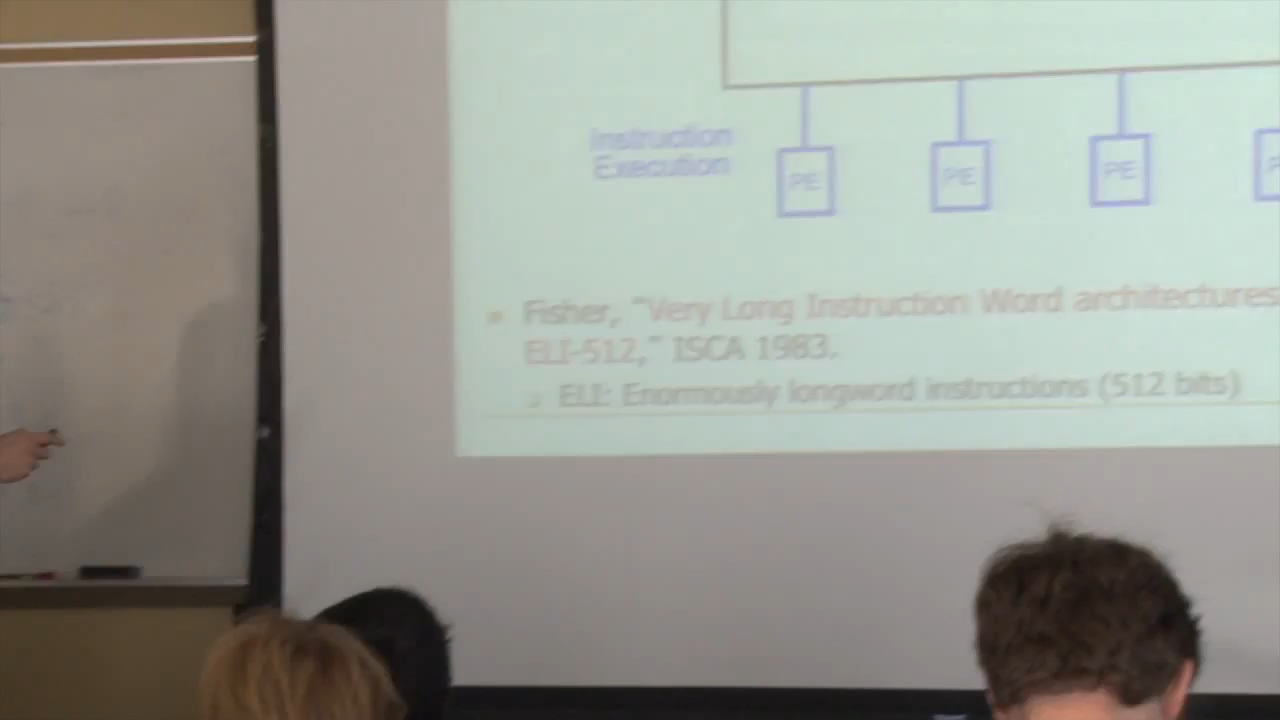 Instruction
Execution
PE
PE
PE
Fisher, "Very Long Instruction Word architectures
ELI-512," ISCA 1983.
ELI: Enormously longword instructions (512 bits)